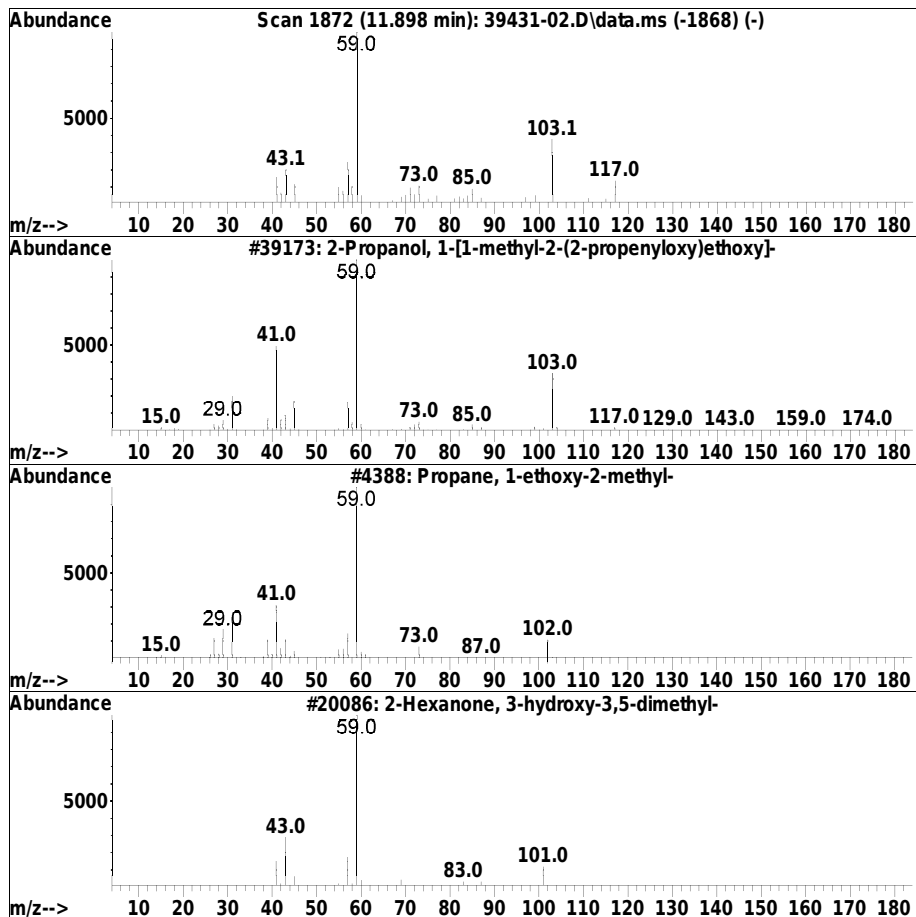 Abundance Scan 1872 (11.898 min): 39431-02.D\data.ms (-1868) (-)
59.0
5000
103.1
43.1
117.0
73.0
85.0
m/z--> 10 20 30 40 50 60 70 80 90 100 110 120 130 140 150 160 170 180
Abundance #39173: 2-Propanol, 1-[1-methyl-2-(2-propenyloxy)ethoxy]-
59.0
5000
41.0
103.0
15.0 29.0 73.0 85.0 117.0 129.0 143.0 159.0 174.0
m/z--> 10 20 30 40 50 60 70 80 90 100 110 120 130 140 150 160 170 180
Abundance #4388: Propane, 1-ethoxy-2-methyl-
59.0
5000
41.0
29.0
102.0
15.0 73.0 87.0
m/z--> 10 20 30 40 50 60 70 80 90 100 110 120 130 140 150 160 170 180
Abundance #20086: 2-Hexanone, 3-hydroxy-3,5-dimethyl-
59.0
5000
43.0
101.0
83.0
m/z--> 10 20 30 40 50 60 70 80 90 100 110 120 130 140 150 160 170 180